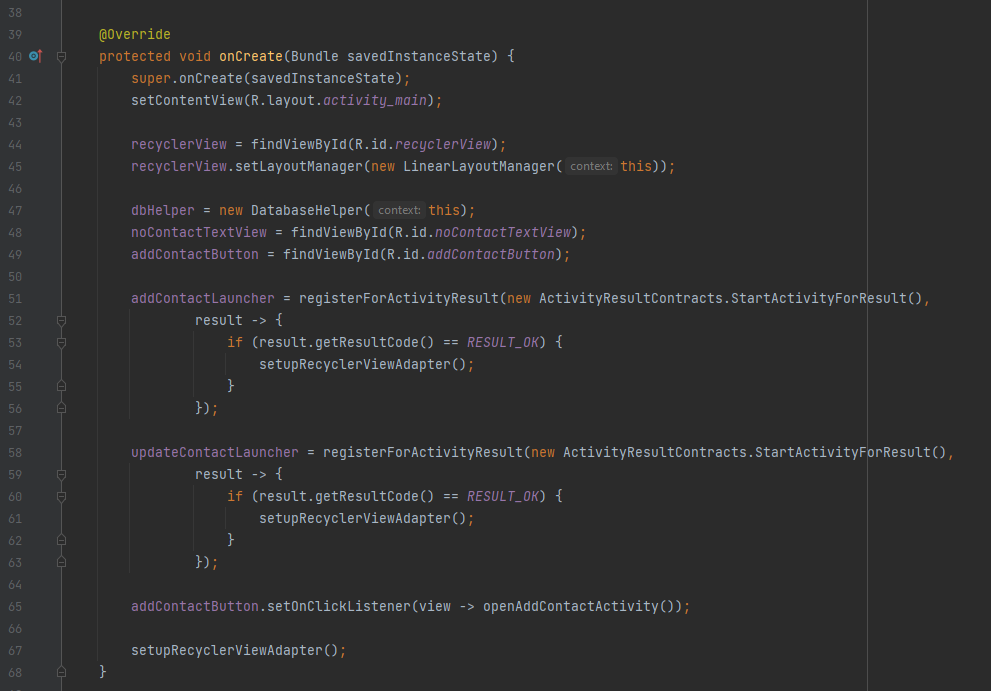 38
39 @Override
40 protected void onCreate(Bundle savedInstanceState) {
41 super.onCreate(savedInstanceState);
42 setContentView(R.layout.activity_main);
43
44 recyclerView = findViewById(R.id.recyclerView);
45 recyclerView.setLayoutManager(new LinearLayoutManager( context: this));
46
47 dbHelper = new DatabaseHelper( context: this);
48 noContactTextView = findViewById(R.id.noContactTextView);
49 addContactButton = findViewById(R.id.addContactButton);
50
51 addContactLauncher = registerForActivityResult(new ActivityResultContracts.StartActivityForResult(),
52 result -> {
53 if (result.getResultCode() == RESULT_OK) {
54 setupRecyclerViewAdapter();
55 }
56 });
57
58 updateContactLauncher = registerForActivityResult(new ActivityResultContracts.StartActivityForResult(),
59 result -> {
60 if (result.getResultCode() == RESULT_OK) {
61 setupRecyclerViewAdapter();
62 }
63 });
64
65 addContactButton.setOnClickListener(view -> openAddContactActivity());
66
67 setupRecyclerViewAdapter();
68 }